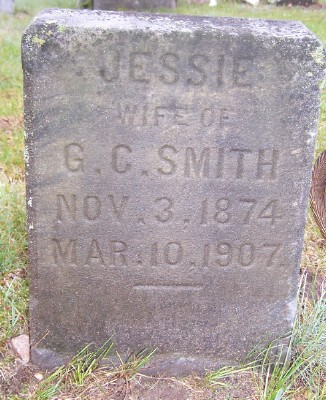 JESSIE
WIFE OF
G. C. SMITH
NOV. 3. 1874
MAR. 10. 1907.